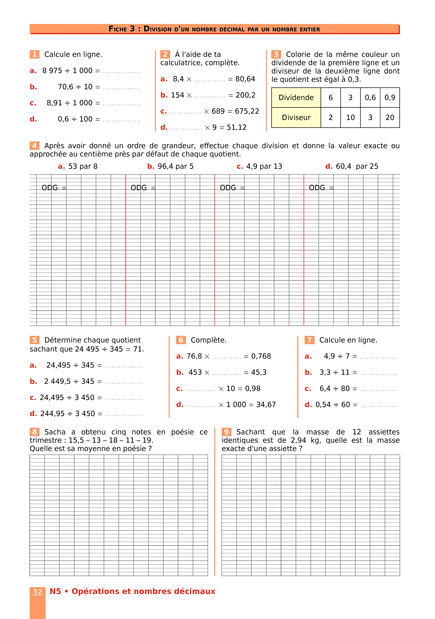 FICHE 3 : DIVISION D'UN NOMBRE DÉCIMAL PAR UN NOMBRE ENTIER
1 Calcule en ligne.
a. 8 975 ÷ 1 000 = ................
b. 70,6 ÷ 10 = ................
c. 8,91 ÷ 1 000 = ................
d. 0,6 ÷ 100 = ................
2 À l'aide de ta
calculatrice, complète.
a. 8,4 × ............. = 80,64
b. 154 × ............. = 200,2
c. ............. × 689 = 675,22
d. ............. × 9 = 51,12
3 Colorie de la même couleur un
dividende de la première ligne et un
diviseur de la deuxième ligne dont
le quotient est égal à 0,3.
Dividende 6 3 0,6 0,9
Diviseur 2 10 3 20
4 Après avoir donné un ordre de grandeur, effectue chaque division et donne la valeur exacte ou
approchée au centième près par défaut de chaque quotient.
a. 53 par 8 b. 96,4 par 5 c. 4,9 par 13 d. 60,4 par 25
ODG = ODG = ODG = ODG =
5 Détermine chaque quotient
sachant que 24 495 ÷ 345 = 71.
a. 24,495 ÷ 345 = ................
b. 2 449,5 ÷ 345 = ................
c. 24,495 ÷ 3 450 = ................
d. 244,95 ÷ 3 450 = ................
6 Complète.
a. 76,8 × ............. = 0,768
b. 453 × ............. = 45,3
c. ............. × 10 = 0,98
d. ............. × 1 000 = 34,67
7 Calcule en ligne.
a. 4,9 ÷ 7 = ................
b. 3,3 ÷ 11 = ................
c. 6,4 ÷ 80 = ................
d. 0,54 ÷ 60 = ................
8 Sacha a obtenu cinq notes en poésie ce
trimestre : 15,5 – 13 – 18 – 11 – 19.
Quelle est sa moyenne en poésie ?
9 Sachant que la masse de 12 assiettes
identiques est de 2,94 kg, quelle est la masse
exacte d'une assiette ?
32 N5 • Opérations et nombres décimaux